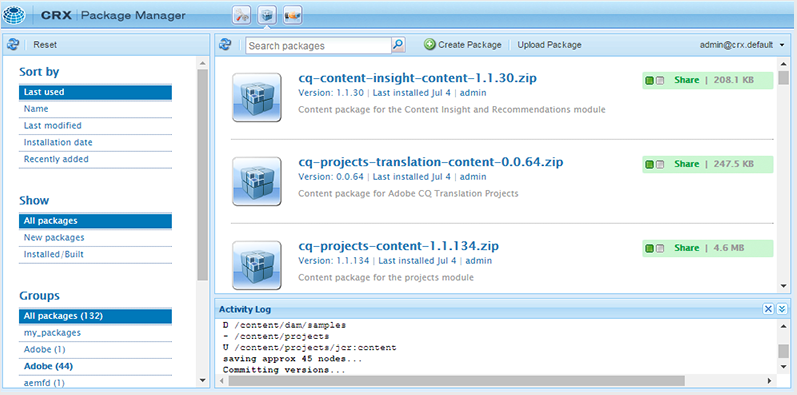 CRX Package Manager
Reset
Sort by
Last used
Name
Last modified
Installation date
Recently added
Show
All packages
New packages
Installed/Built
Groups
All packages (132)
my_packages
Adobe (1)
Adobe (44)
aemfd (1)
Search packages
Create Package
Upload Package
admin@crx.default
cq-content-insight-content-1.1.30.zip
Version: 1.1.30 | Last installed Jul 4 | admin
Content package for the Content Insight and Recommendations module
Share | 208.1 KB
cq-projects-translation-content-0.0.64.zip
Version: 0.0.64 | Last installed Jul 4 | admin
Content package for Adobe CQ Translation Projects
Share | 247.5 KB
cq-projects-content-1.1.134.zip
Version: 1.1.134 | Last installed Jul 4 | admin
Content package for the projects module
Share | 4.6 MB
Activity Log
D /content/dam/samples
- /content/projects
U /content/projects/jcr:content
saving approx 45 nodes...
Committing versions...